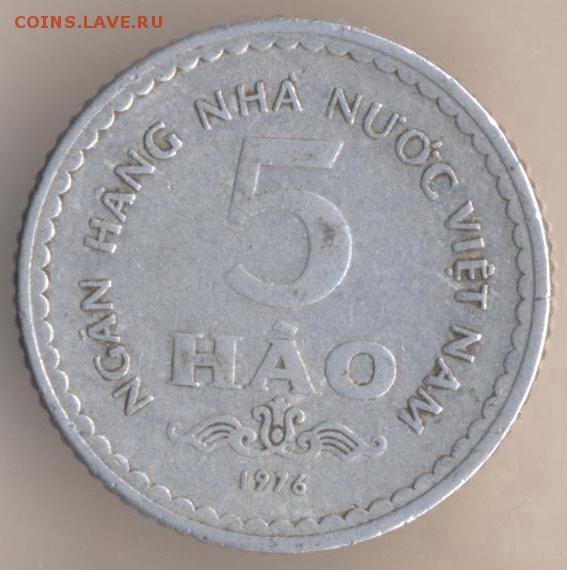 COINS.LAVE.RU
NGÂN HÀNG NHÀ NƯỚC VIỆT NAM
5
HÀO
1976